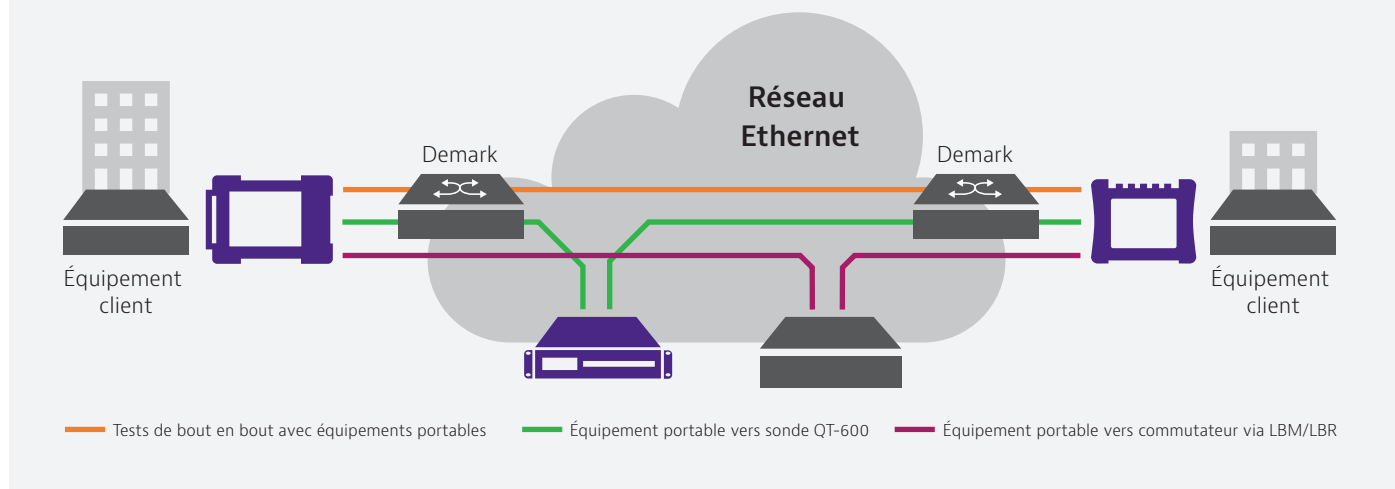 Réseau
Ethernet
Demark
Demark
Équipement
client
Équipement
client
Tests de bout en bout avec équipements portables
Équipement portable vers sonde QT-600
Équipement portable vers commutateur via LBM/LBR